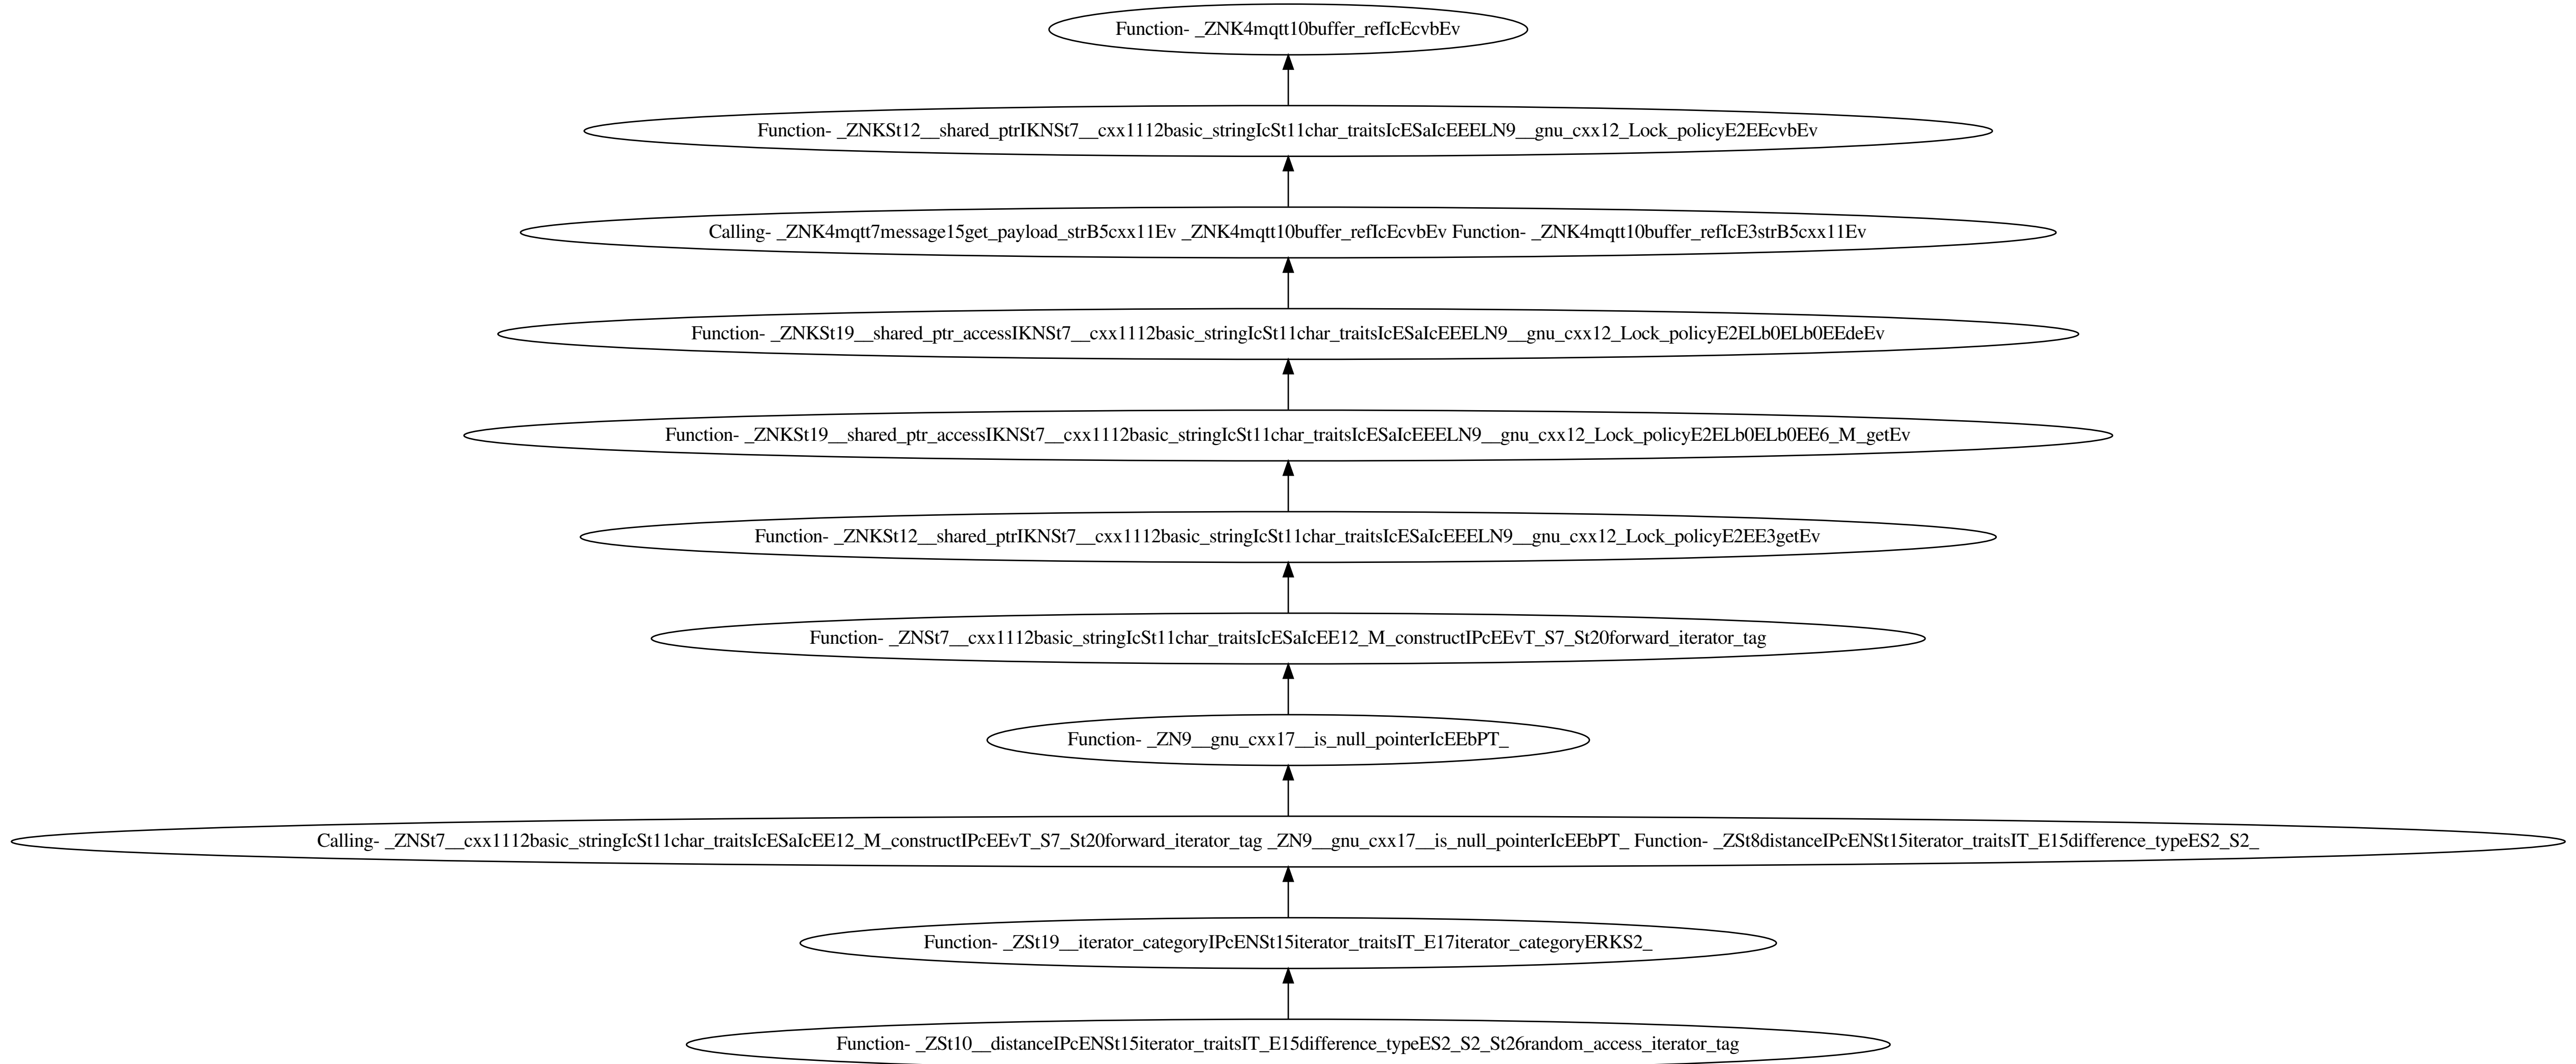 Function- _ZNK4mqtt10buffer_refIcEcvbEv
Function- _ZNKSt12__shared_ptrIKNSt7__cxx1112basic_stringIcSt11char_traitsIcESaIcEEELN9__gnu_cxx12_Lock_policyE2EEcvbEv
Calling- _ZNK4mqtt7message15get_payload_strB5cxx11Ev _ZNK4mqtt10buffer_refIcEcvbEv Function- _ZNK4mqtt10buffer_refIcE3strB5cxx11Ev
Function- _ZNKSt19__shared_ptr_accessIKNSt7__cxx1112basic_stringIcSt11char_traitsIcESaIcEEELN9__gnu_cxx12_Lock_policyE2ELb0ELb0EEdeEv
Function- _ZNKSt19__shared_ptr_accessIKNSt7__cxx1112basic_stringIcSt11char_traitsIcESaIcEEELN9__gnu_cxx12_Lock_policyE2ELb0ELb0EE6_M_getEv
Function- _ZNKSt12__shared_ptrIKNSt7__cxx1112basic_stringIcSt11char_traitsIcESaIcEEELN9__gnu_cxx12_Lock_policyE2EE3getEv
Function- _ZNSt7__cxx1112basic_stringIcSt11char_traitsIcESaIcEE12_M_constructIPcEEvT_S7_St20forward_iterator_tag
Function- _ZN9__gnu_cxx17__is_null_pointerIcEEbPT_
Calling- _ZNSt7__cxx1112basic_stringIcSt11char_traitsIcESaIcEE12_M_constructIPcEEvT_S7_St20forward_iterator_tag _ZN9__gnu_cxx17__is_null_pointerIcEEbPT_ Function- _ZSt8distanceIPcENSt15iterator_traitsIT_E15difference_typeES2_S2_
Function- _ZSt19__iterator_categoryIPcENSt15iterator_traitsIT_E17iterator_categoryERKS2_
Function- _ZSt10__distanceIPcENSt15iterator_traitsIT_E15difference_typeES2_S2_St26random_access_iterator_tag